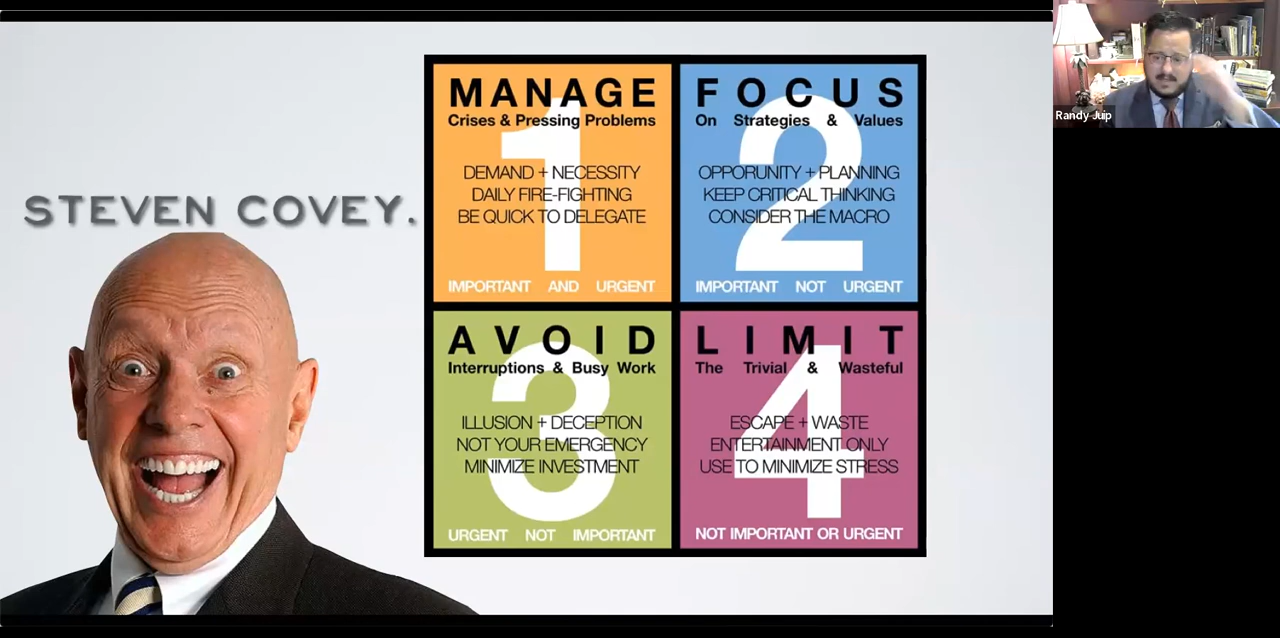 STEVEN COVEY.
MANAGE
Crises & Pressing Problems
1
DEMAND + NECESSITY
DAILY FIRE-FIGHTING
BE QUICK TO DELEGATE
IMPORTANT AND URGENT
FOCUS
On Strategies & Values
2
OPPORUNITY + PLANNING
KEEP CRITICAL THINKING
CONSIDER THE MACRO
IMPORTANT NOT URGENT
AVOID
Interruptions & Busy Work
3
ILLUSION + DECEPTION
NOT YOUR EMERGENCY
MINIMIZE INVESTMENT
URGENT NOT IMPORTANT
LIMIT
The Trivial & Wasteful
4
ESCAPE + WASTE
ENTERTAINMENT ONLY
USE TO MINIMIZE STRESS
NOT IMPORTANT OR URGENT
Randy Juip